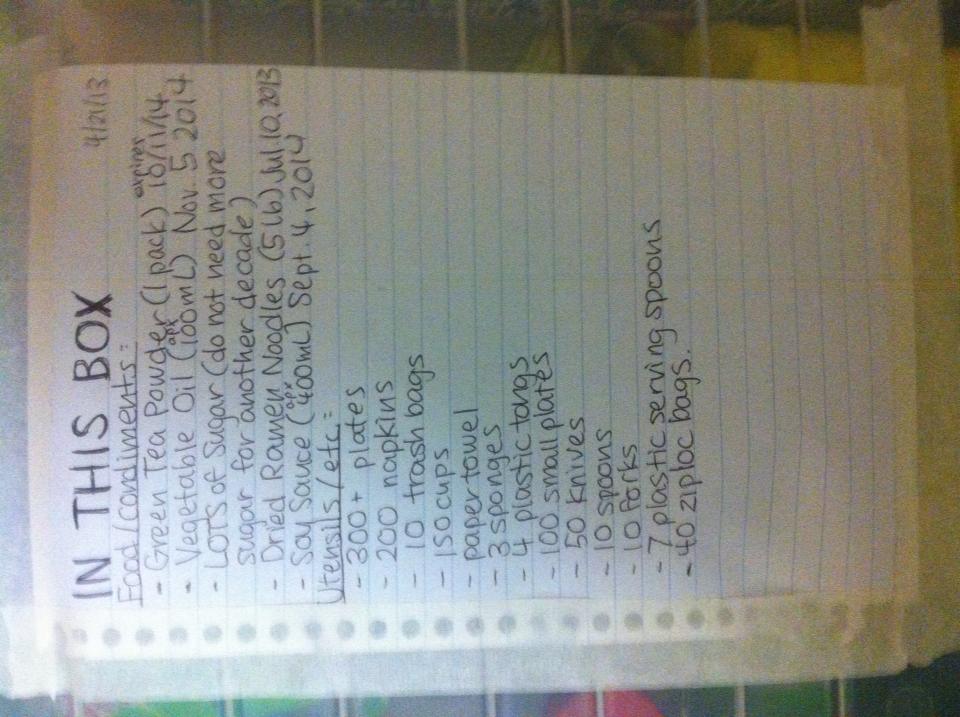 IN THIS BOX 4/21/13
Food/condiments:
- Green Tea Powder (1 pack) expires 10/11/14
- Vegetable Oil (apx 100mL) Nov. 5 2014
- LOTS of Sugar (do not need more
sugar for another decade)
- Dried Ramen Noodles (5 lb) Jul. 10, 2013
- Soy Sauce (apx 400mL) Sept. 4, 2014
Utensils/etc.:
- 300+ plates
- 200 napkins
- 10 trash bags
- 150 cups
- paper towel
- 3 sponges
- 4 plastic tongs
- 100 small plates
- 50 knives
- 10 spoons
- 10 forks
- 7 plastic serving spoons
- 40 ziploc bags.